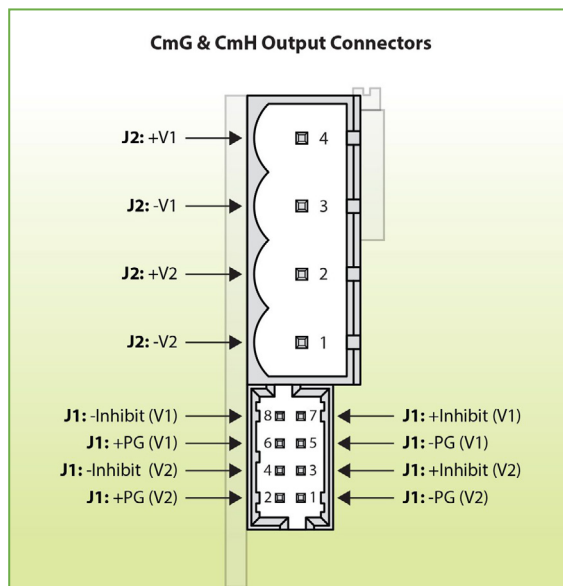 CmG & CmH Output Connectors
J2: +V1
4
J2: -V1
3
J2: +V2
2
J2: -V2
1
J1: -Inhibit (V1)
8
7
J1: +Inhibit (V1)
J1: +PG (V1)
6
5
J1: -PG (V1)
J1: -Inhibit (V2)
4
3
J1: +Inhibit (V2)
J1: +PG (V2)
2
1
J1: -PG (V2)